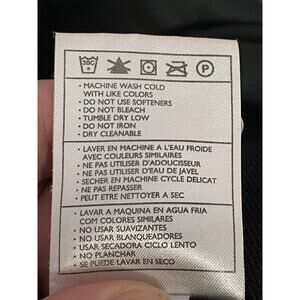 30C P
• MACHINE WASH COLD
WITH LIKE COLORS
• DO NOT USE SOFTENERS
• DO NOT BLEACH
• TUMBLE DRY LOW
• DO NOT IRON
• DRY CLEANABLE
• LAVER EN MACHINE A L'EAU FROIDE
AVEC COULEURS SIMILAIRES
• NE PAS UTILISER D'ADOUCISSEUR
• NE PAS UTILISER D'EAU DE JAVEL
• SECHER EN MACHINE CYCLE DELICAT
• NE PAS REPASSER
• PEUT ETRE NETTOYER A SEC
• LAVAR A MAQUINA EN AGUA FRIA
COM COLORES SIMILARES
• NO USAR SUAVIZANTES
• NO USAR BLANQUEADORES
• USAR SECADORA CICLO LENTO
• NO PLANCHAR
• SE PUEDE LAVAR EN SECO